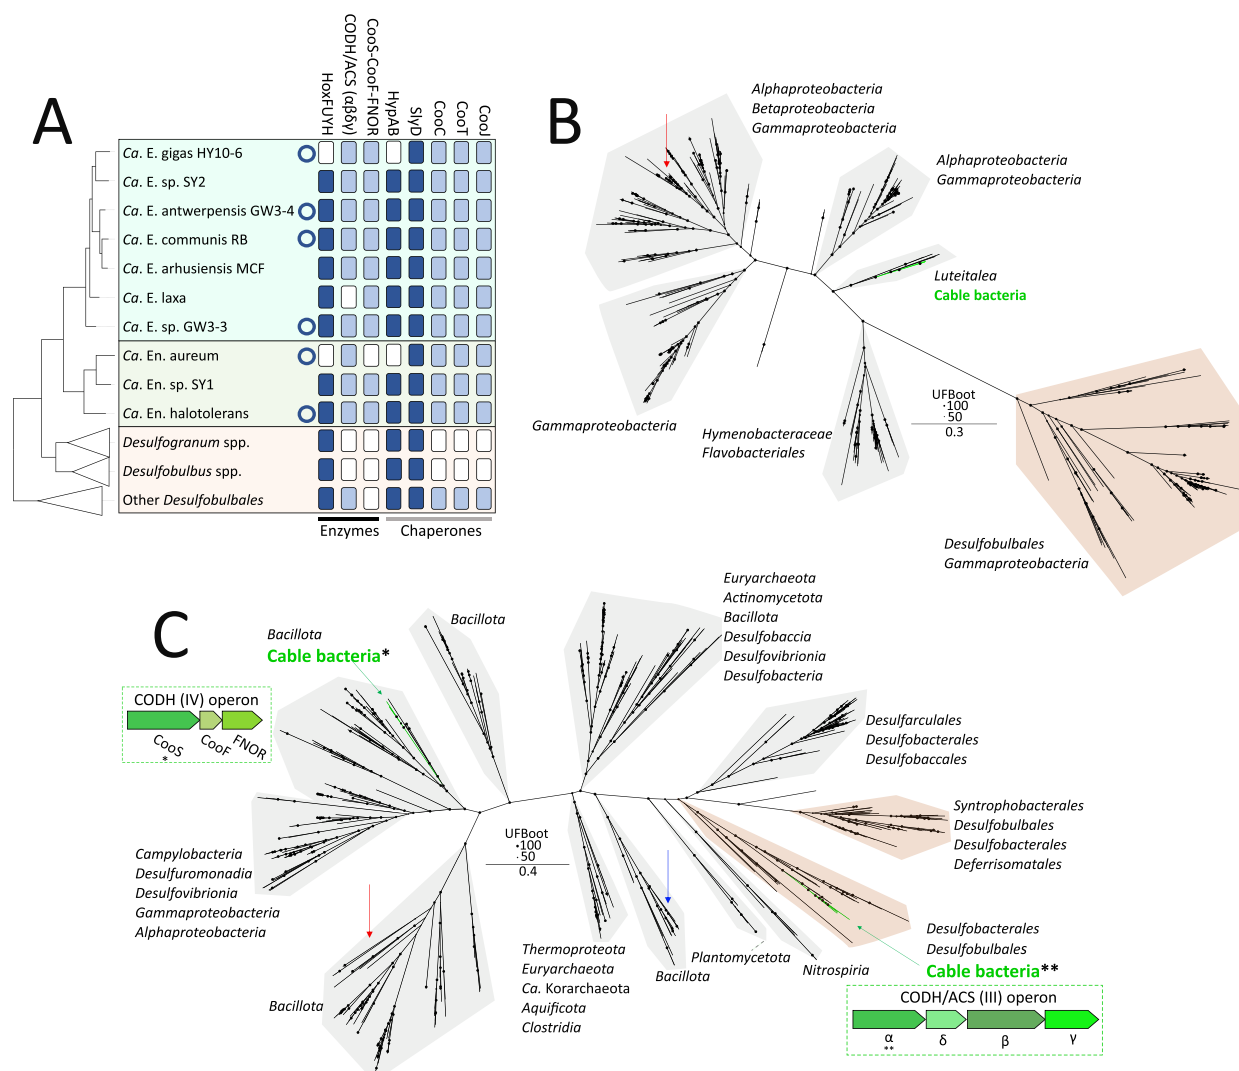 A
HoxFUYH
CODH/ACS (αβδγ)
CooS-CooF-FNOR
HypAB
SlyD
CooC
CooT
CooJ
Ca. E. gigas HY10-6
Ca. E. sp. SY2
Ca. E. antwerpensis GW3-4
Ca. E. communis RB
Ca. E. arhusiensis MCF
Ca. E. laxa
Ca. E. sp. GW3-3
Ca. En. aureum
Ca. En. sp. SY1
Ca. En. halotolerans
Desulfogranum spp.
Desulfobulbus spp.
Other Desulfobulbales
Enzymes
Chaperones
B
Alphaproteobacteria
Betaproteobacteria
Gammaproteobacteria
Alphaproteobacteria
Gammaproteobacteria
Luteitalea
Cable bacteria
Gammaproteobacteria
Hymenobacteraceae
Flavobacteriales
UFBoot
100
50
0.3
Desulfobulbales
Gammaproteobacteria
C
Bacillota
Cable bacteria*
CODH (IV) operon
CooS
*
CooF
FNOR
Bacillota
Euryarchaeota
Actinomycetota
Bacillota
Desulfobaccia
Desulfovibrionia
Desulfobacteria
Desulfarculales
Desulfobacterales
Desulfobaccales
Syntrophobacterales
Desulfobulbales
Desulfobacterales
Deferrisomatales
Campylobacteria
Desulfuromonadia
Desulfovibrionia
Gammaproteobacteria
Alphaproteobacteria
UFBoot
100
50
0.4
Bacillota
Thermoproteota
Euryarchaeota
Ca. Korarchaeota
Aquificota
Clostridia
Bacillota
Plantomycetota
Nitrospiria
Desulfobacterales
Desulfobulbales
Cable bacteria**
CODH/ACS (III) operon
α
**
δ
β
γ